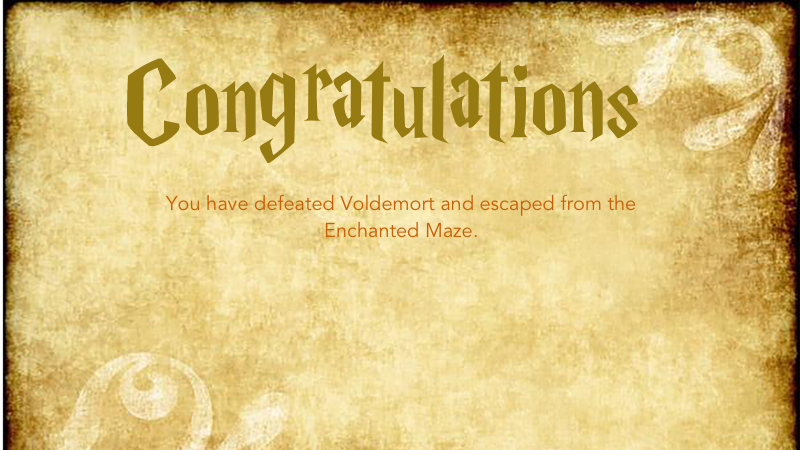 Congratulations
You have defeated Voldemort and escaped from the
Enchanted Maze.